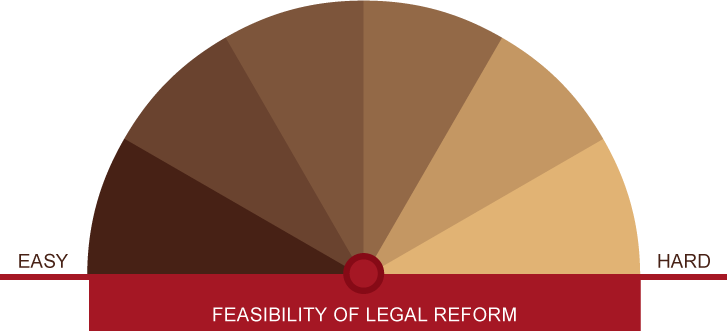 EASY
HARD
FEASIBILITY OF LEGAL REFORM